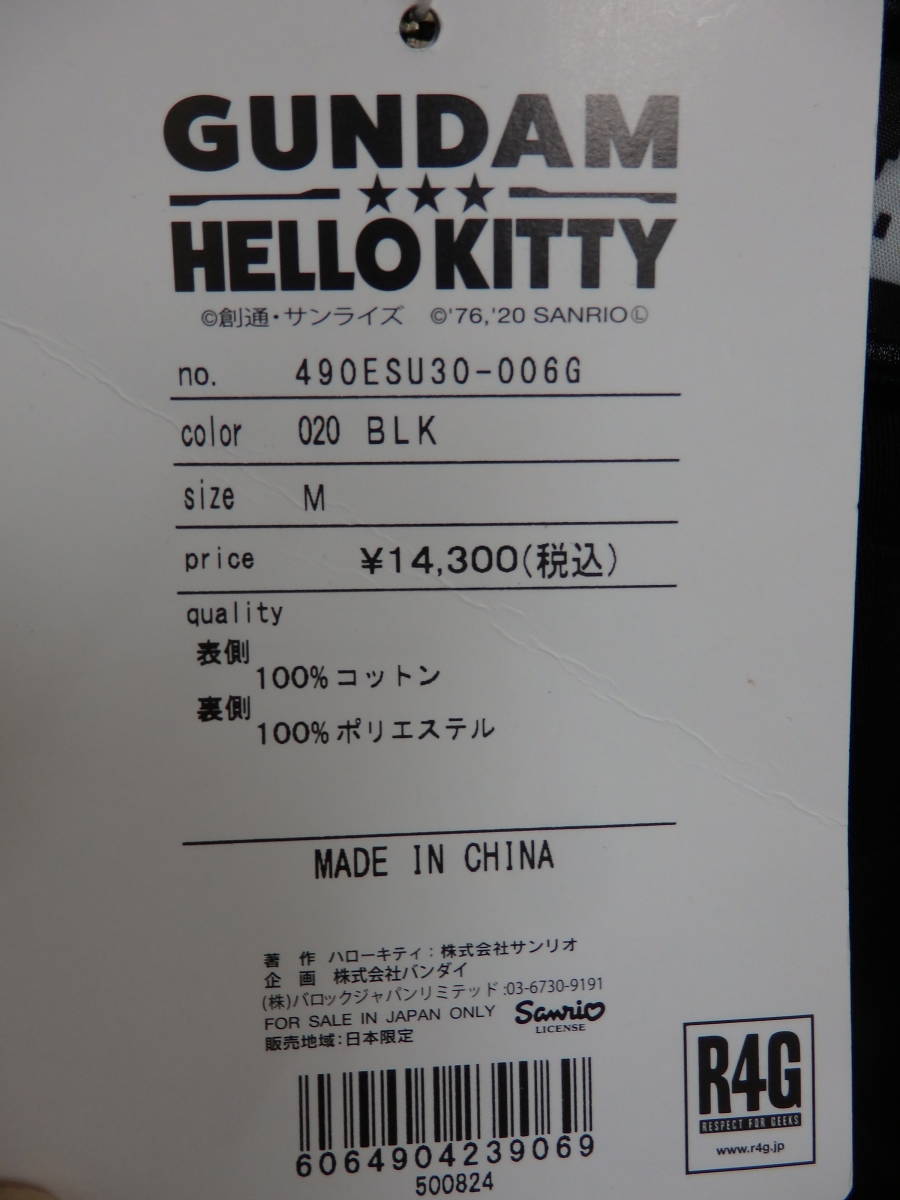 GUNDAM
★★★
HELLO KITTY
©創通・サンライズ ©'76,'20 SANRIO Ⓛ
no. 490ESU30-006G
color 020 BLK
size M
price ¥14,300(税込)
quality
表側
100%コットン
裏側
100%ポリエステル
MADE IN CHINA
著 作 ハローキティ：株式会社サンリオ
企 画 株式会社バンダイ
(株)バロックジャパンリミテッド:03-6730-9191
FOR SALE IN JAPAN ONLY
販売地域：日本限定
Sanrio
LICENSE
6064904239069
500824
R4G
RESPECT FOR GEEKS
www.r4g.jp